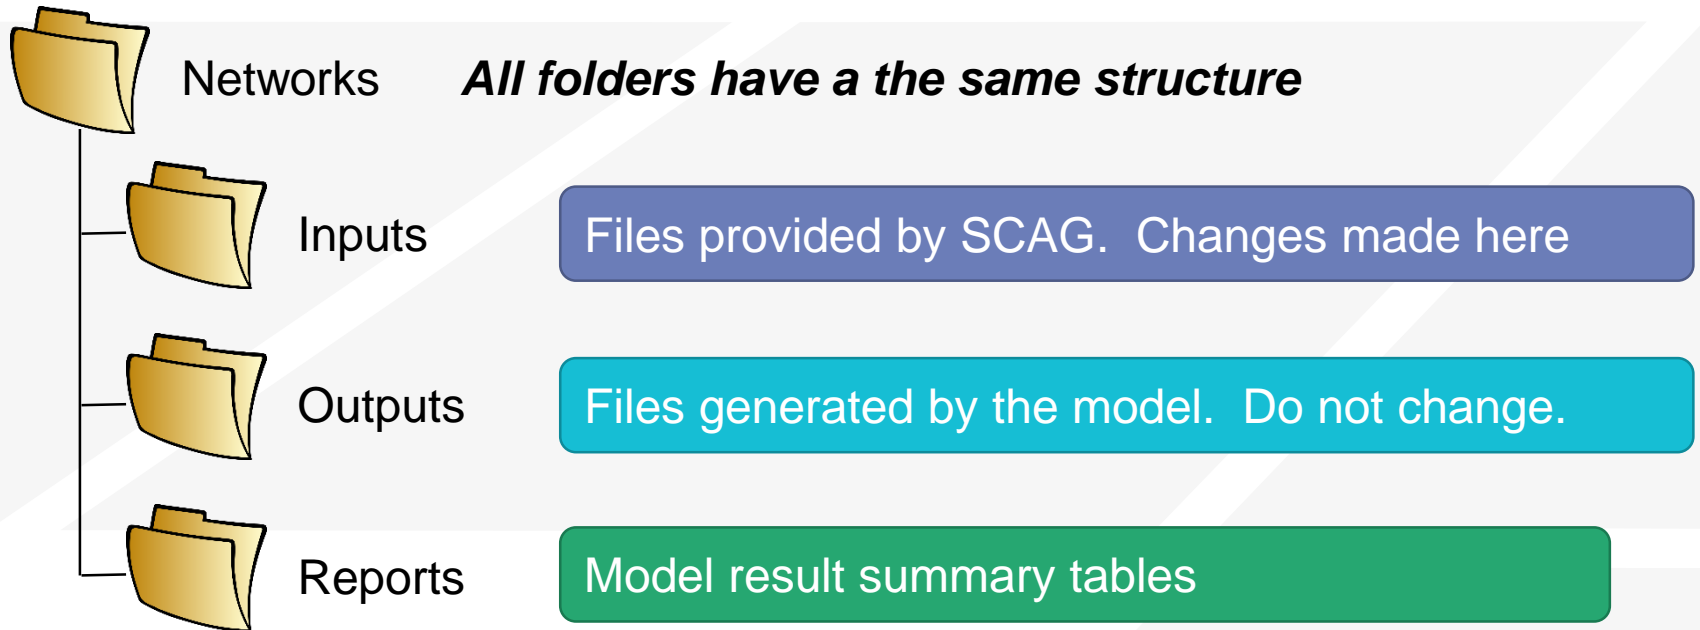 Networks All folders have a the same structure
Inputs Files provided by SCAG. Changes made here
Outputs Files generated by the model. Do not change.
Reports Model result summary tables